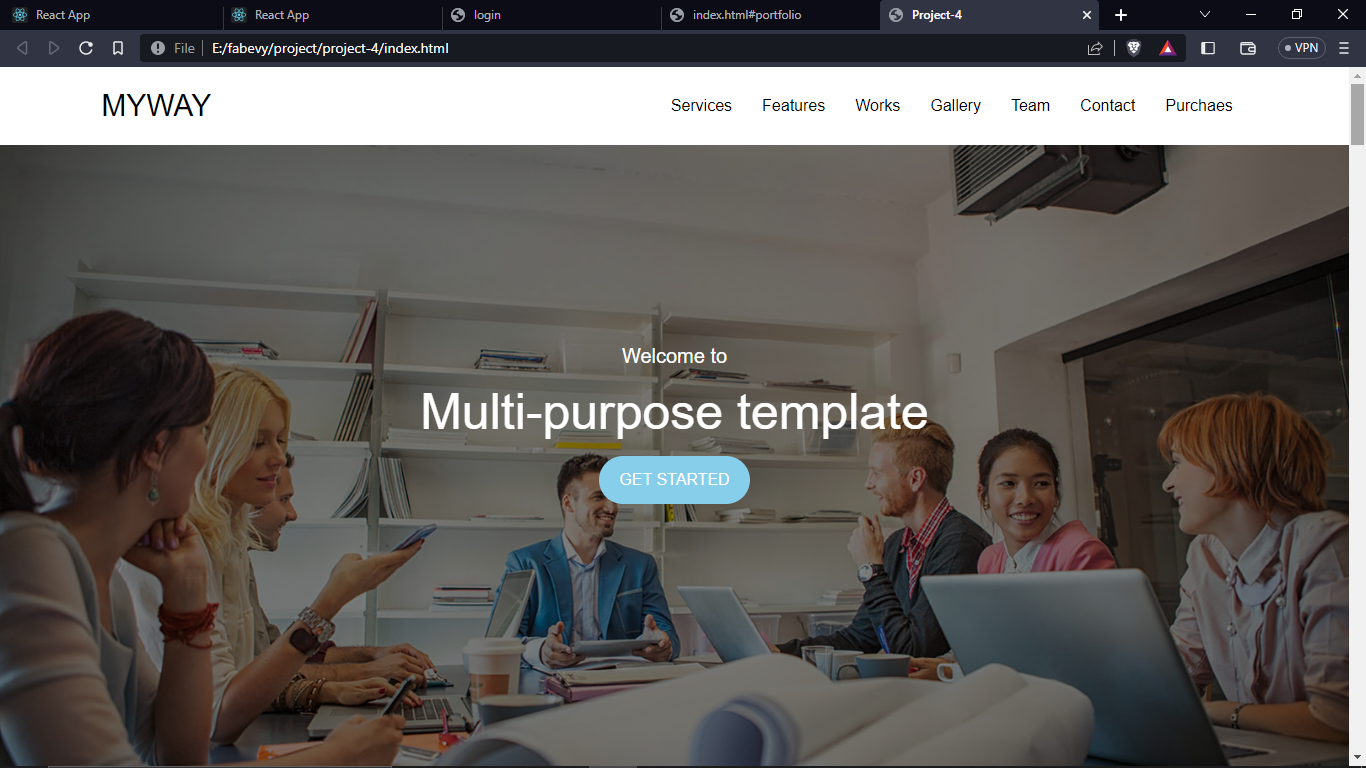 React App
React App
login
index.html#portfolio
Project-4
File
E:/fabevy/project/project-4/index.html
VPN
MYWAY
Services Features Works Gallery Team Contact Purchaes
Welcome to
Multi-purpose template
GET STARTED